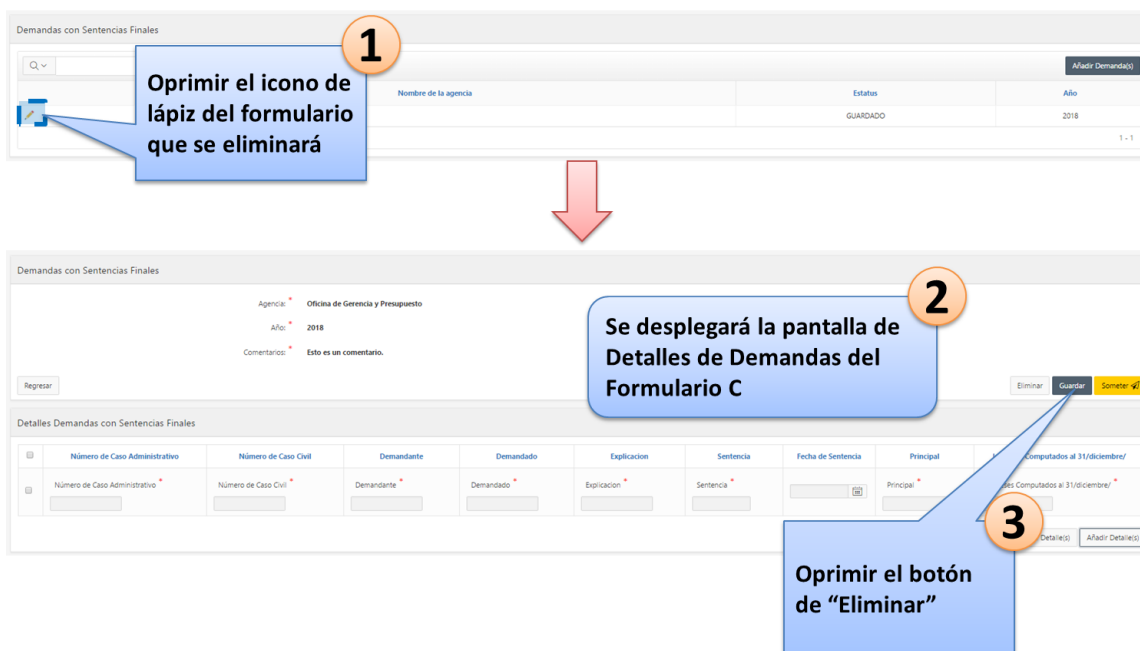 Demandas con Sentencias Finales
1
Oprimir el icono de
lápiz del formulario
que se eliminará
Añadir Demanda(s)
Nombre de la agencia Estatus Año
GUARDADO 2018
1 - 1
Demandas con Sentencias Finales
Agencia: * Oficina de Gerencia y Presupuesto
Año: * 2018
Comentarios: * Esto es un comentario.
2
Se desplegará la pantalla de
Detalles de Demandas del
Formulario C
Regresar Eliminar Guardar Someter
Detalles Demandas con Sentencias Finales
Número de Caso Administrativo Número de Caso Civil Demandante Demandado Explicacion Sentencia Fecha de Sentencia Principal Computados al 31/diciembre/
Número de Caso Administrativo * Número de Caso Civil * Demandante * Demandado * Explicacion * Sentencia * Principal * Computados al 31/diciembre/ *
3
Detalle(s) Añadir Detalle(s)
Oprimir el botón
de “Eliminar”